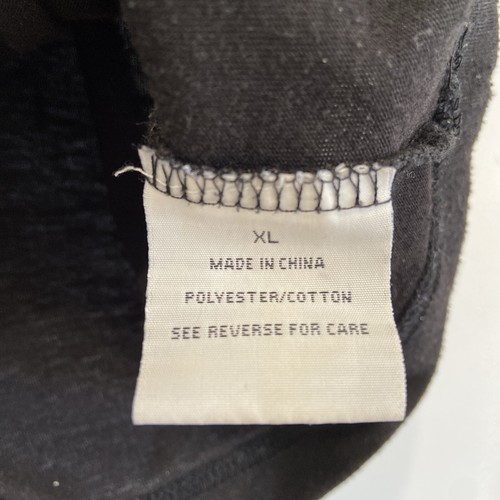 XL
MADE IN CHINA
POLYESTER/COTTON
SEE REVERSE FOR CARE